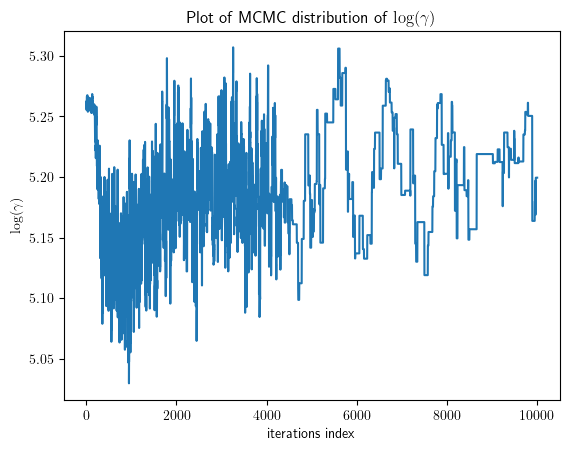 Plot of MCMC distribution of log(γ)
5.30
5.25
5.20
5.15
5.10
5.05
log(γ)
0 2000 4000 6000 8000 10000
iterations index